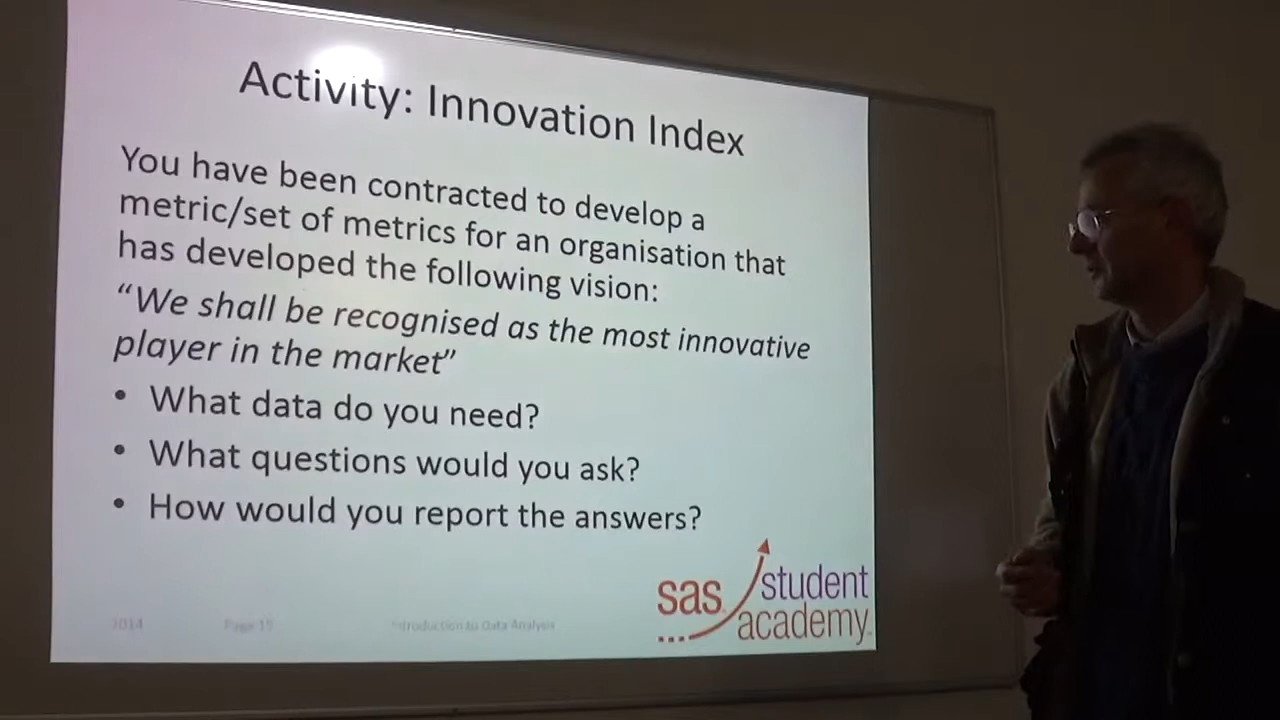 Activity: Innovation Index
You have been contracted to develop a
metric/set of metrics for an organisation that
has developed the following vision:
“We shall be recognised as the most innovative
player in the market”
• What data do you need?
• What questions would you ask?
• How would you report the answers?
sas student
academy
2014 Page 15 Introduction to Data Analysis